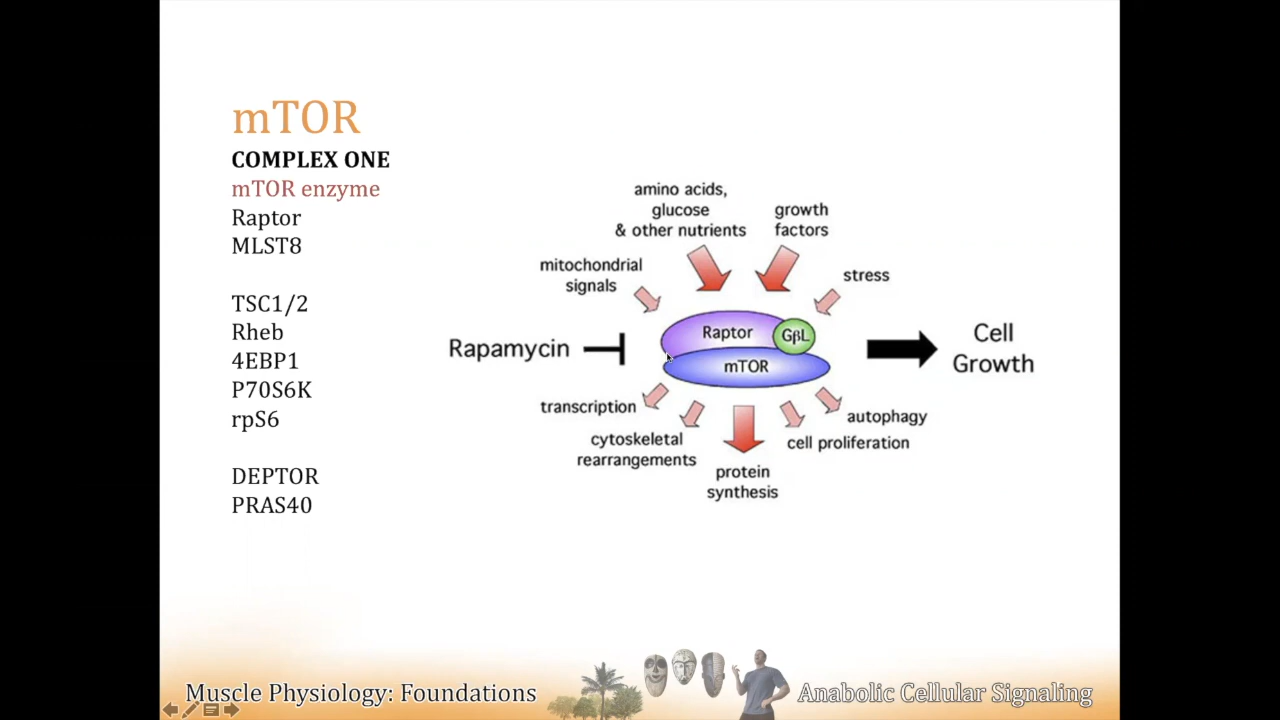 mTOR
COMPLEX ONE
mTOR enzyme
Raptor
MLST8
TSC1/2
Rheb
4EBP1
P70S6K
rpS6
DEPTOR
PRAS40
amino acids,
glucose
& other nutrients
growth
factors
mitochondrial
signals
stress
Rapamycin
Raptor
GβL
mTOR
Cell
Growth
transcription
cytoskeletal
rearrangements
protein
synthesis
cell proliferation
autophagy
Muscle Physiology: Foundations
Anabolic Cellular Signaling